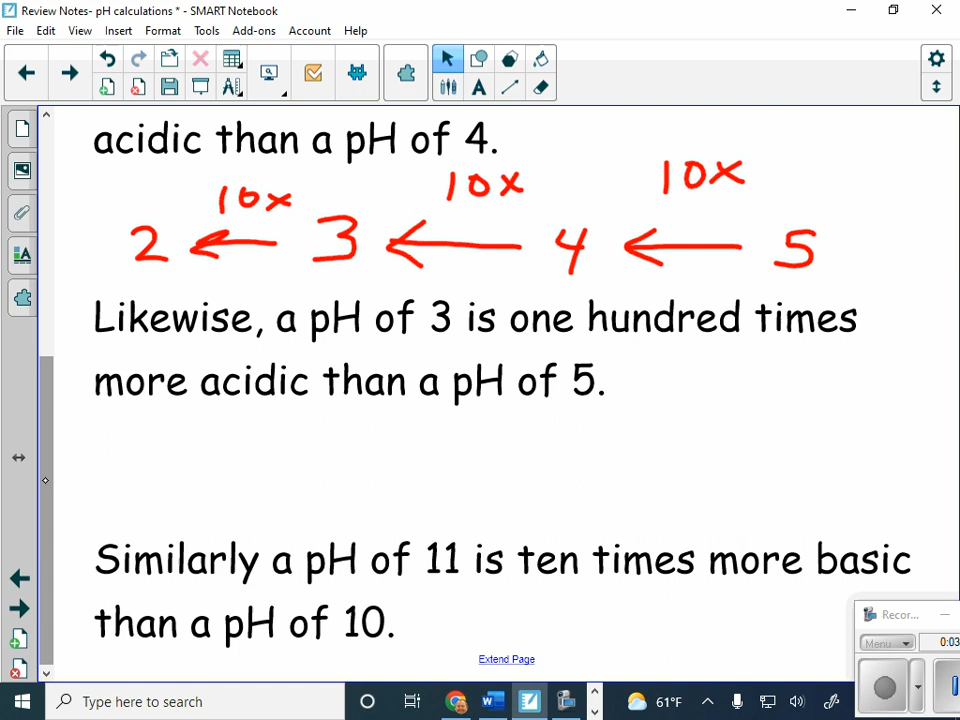 Review Notes- pH calculations * - SMART Notebook
File Edit View Insert Format Tools Add-ons Account Help
acidic than a pH of 4.
10x 10x 10x
2 ← 3 ← 4 ← 5
Likewise, a pH of 3 is one hundred times
more acidic than a pH of 5.
Similarly a pH of 11 is ten times more basic
than a pH of 10.
Extend Page
Recor...
Menu 0:03
Type here to search 61°F